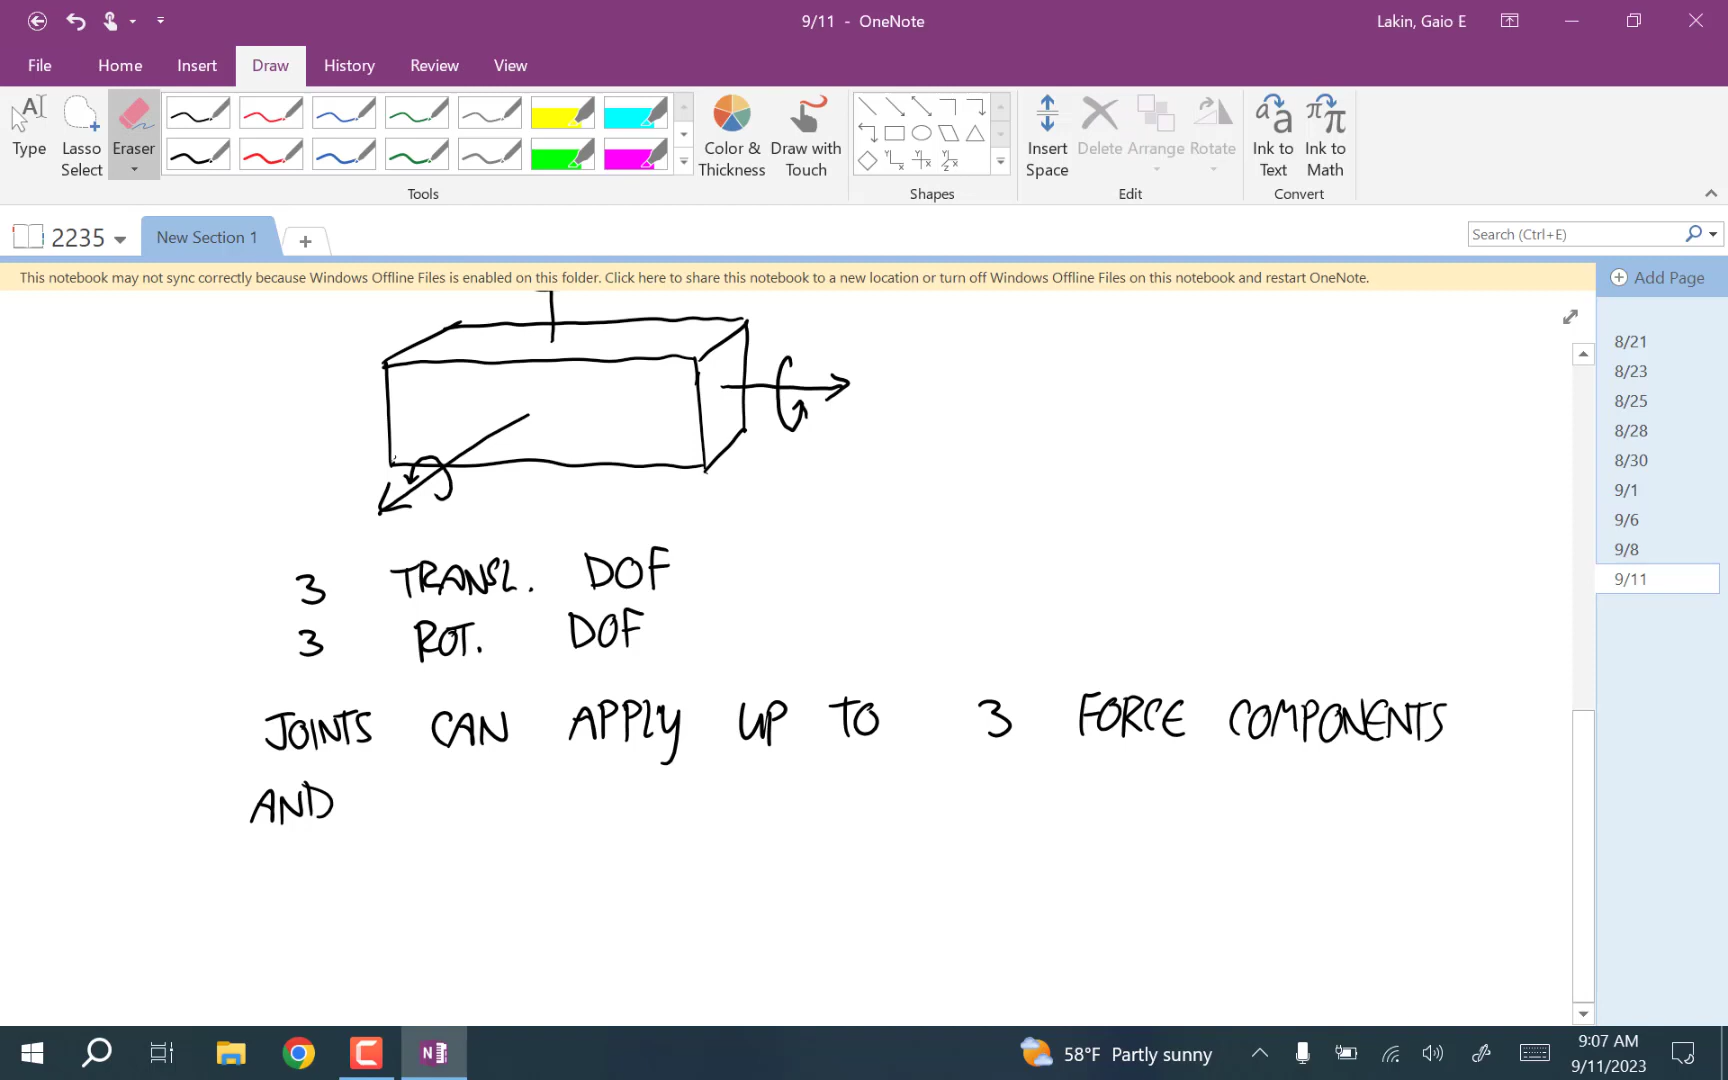 9/11 - OneNote
Lakin, Gaio E
File Home Insert Draw History Review View
Type
Lasso Select
Eraser
Color & Thickness
Draw with Touch
Insert Space
Delete
Arrange
Rotate
Ink to Text
Ink to Math
Tools
Shapes
Edit
Convert
2235
New Section 1
Search (Ctrl+E)
This notebook may not sync correctly because Windows Offline Files is enabled on this folder. Click here to share this notebook to a new location or turn off Windows Offline Files on this notebook and restart OneNote.
Add Page
8/21
8/23
8/25
8/28
8/30
9/1
9/6
9/8
9/11
3 TRANSL. DOF
3 ROT. DOF
JOINTS CAN APPLY UP TO 3 FORCE COMPONENTS
AND
58°F Partly sunny
9:07 AM
9/11/2023